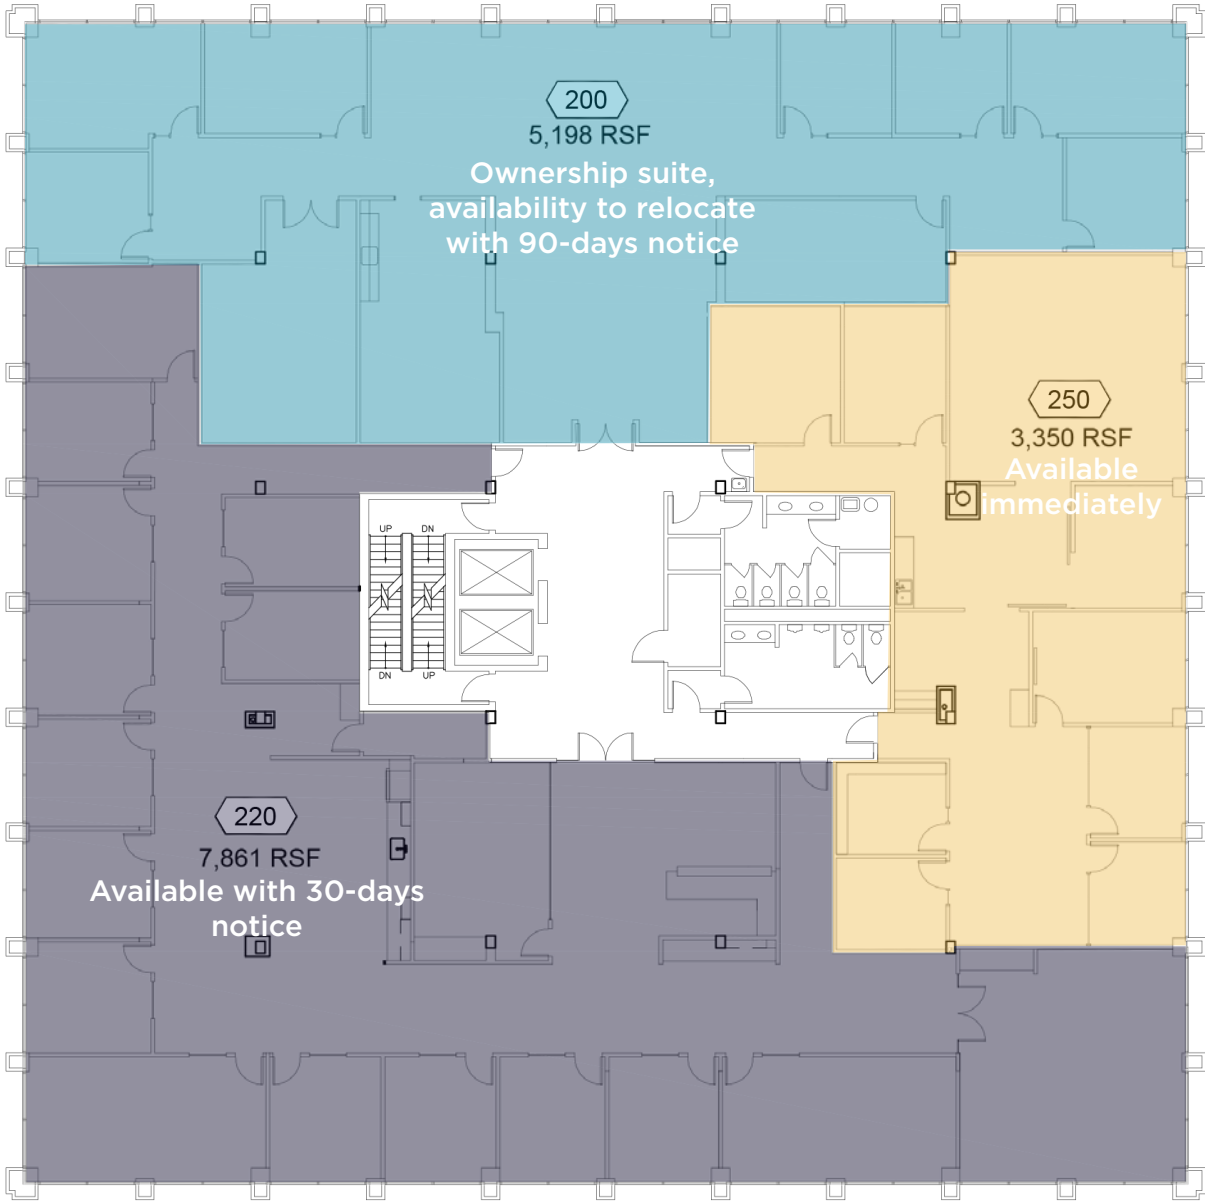 200
5,198 RSF
Ownership suite,
availability to relocate
with 90-days notice
250
3,350 RSF
Available
immediately
UP
DN
DN
UP
220
7,861 RSF
Available with 30-days
notice